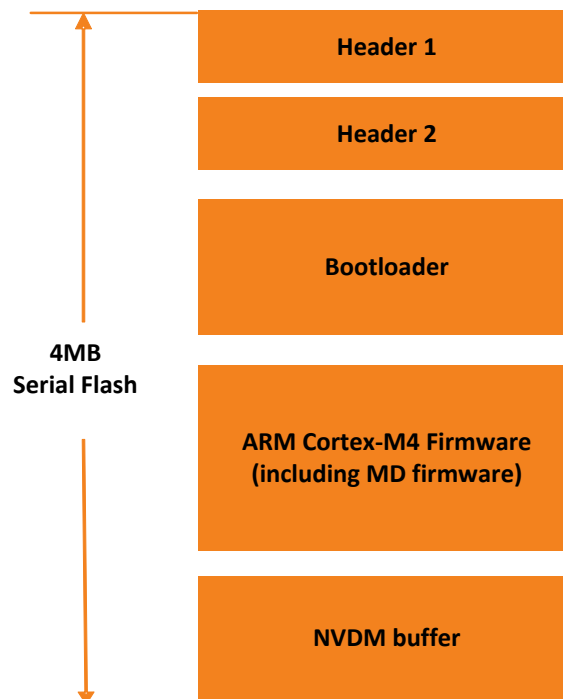 Header 1
Header 2
Bootloader
4MB
Serial Flash
ARM Cortex-M4 Firmware
(including MD firmware)
NVDM buffer